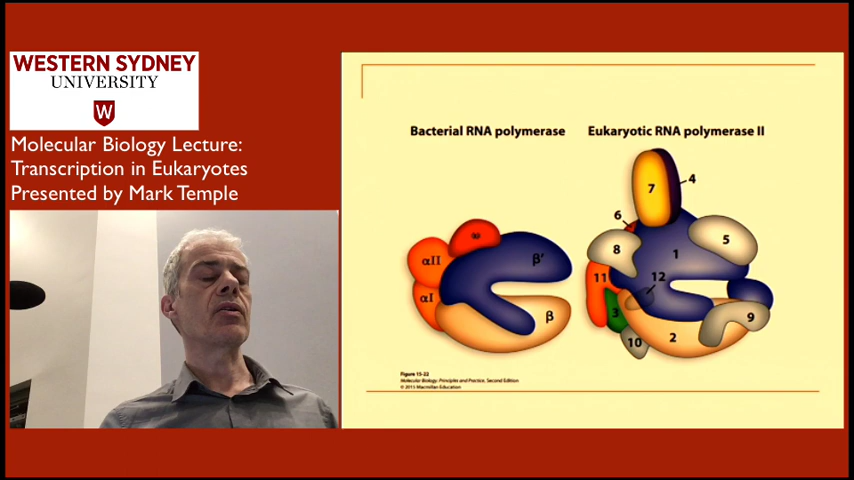 WESTERN SYDNEY
UNIVERSITY
W
Molecular Biology Lecture:
Transcription in Eukaryotes
Presented by Mark Temple
Bacterial RNA polymerase
Eukaryotic RNA polymerase II
7
4
6
5
8
1
12
11
3
10
2
9
ω
αII
αI
β′
β
Figure 15-22
Molecular Biology: Principles and Practice, Second Edition
© 2015 Macmillan Education